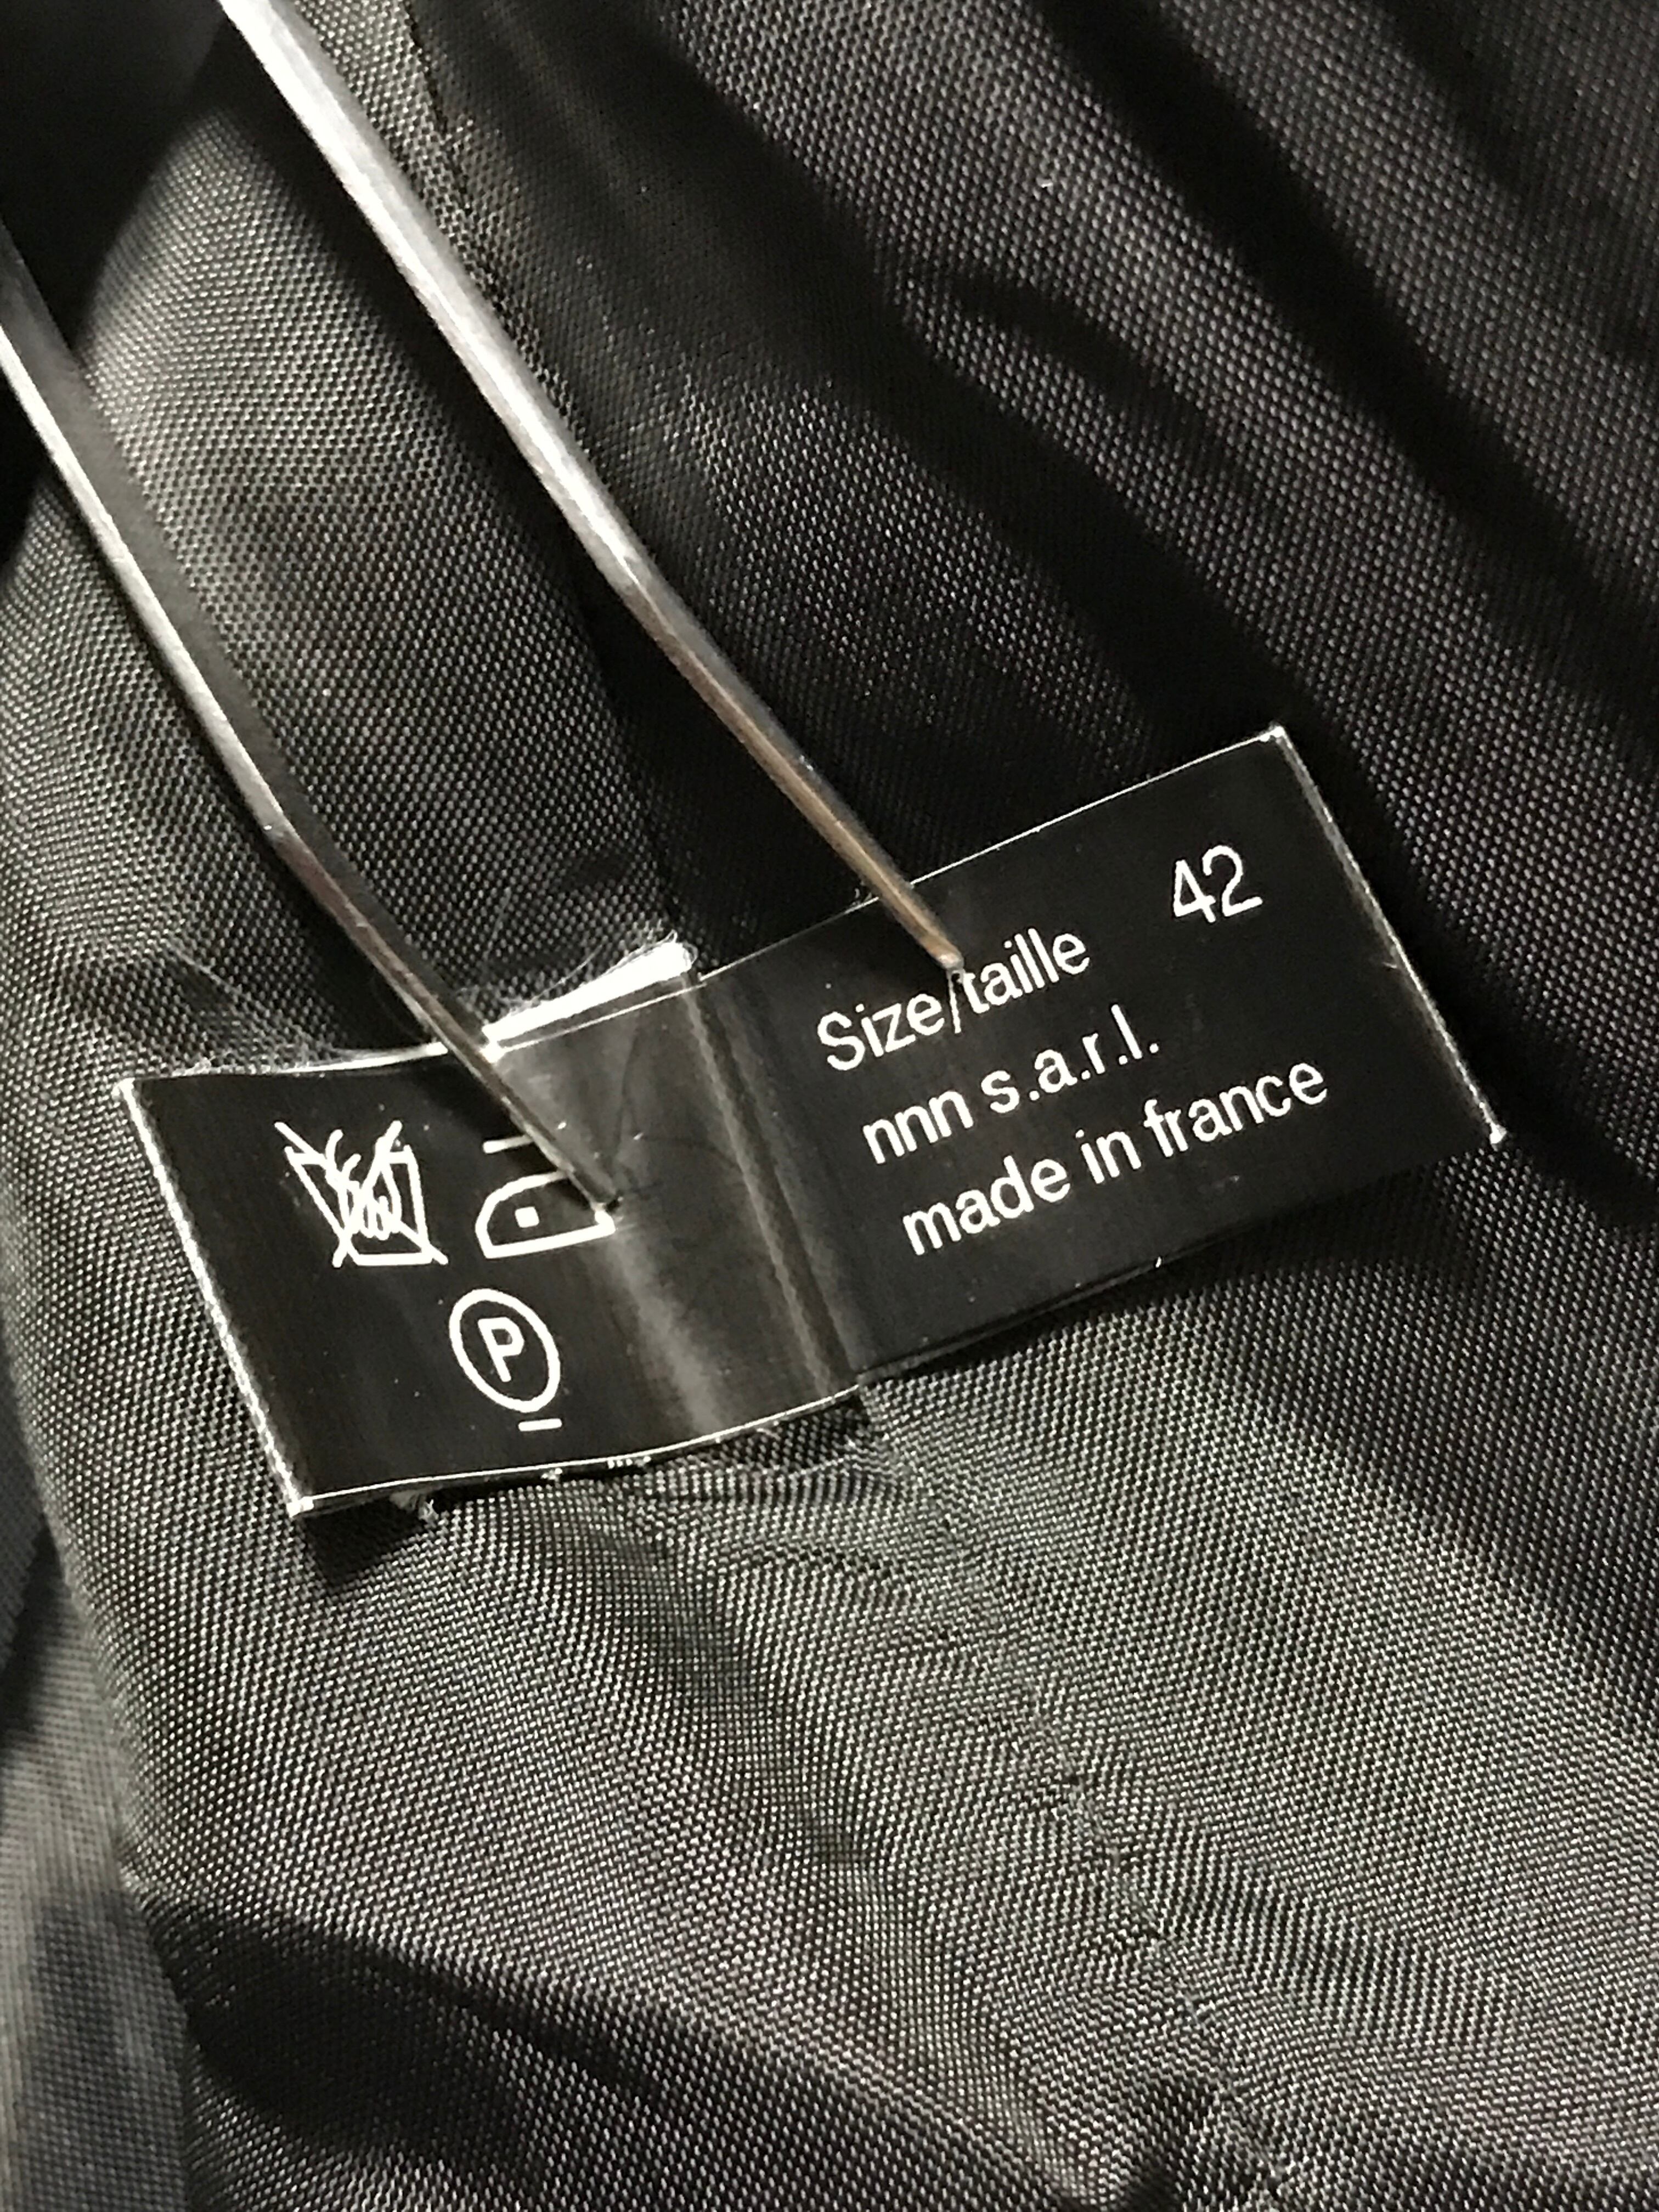 Size/taille 42
nnn s.a.r.l.
made in france
P